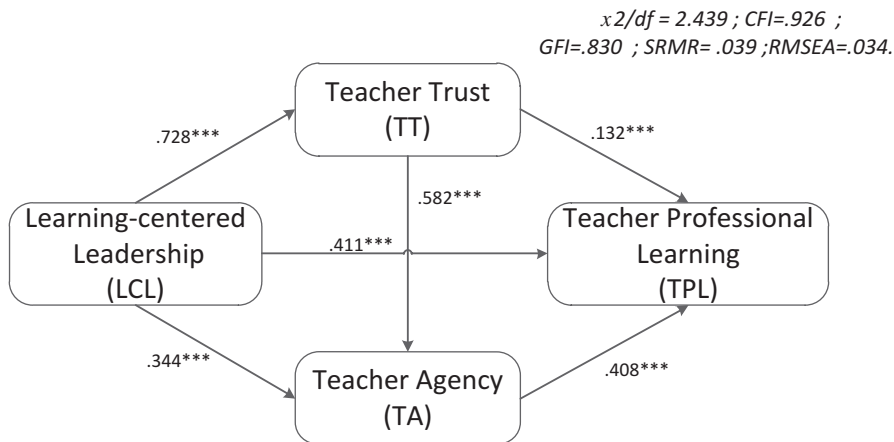 x2/df = 2.439 ; CFI=.926 ;
GFI=.830 ; SRMR= .039 ;RMSEA=.034.
Teacher Trust
(TT)
.728***
.132***
.582***
Learning-centered
Leadership
(LCL)
.411***
Teacher Professional
Learning
(TPL)
.344***
.408***
Teacher Agency
(TA)